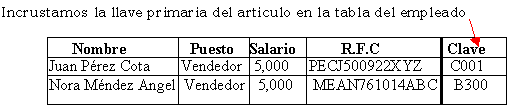 Incrustamos la llave primaria del articulo en la tabla del empleado
Nombre Puesto Salario R.F.C Clave
Juan Pérez Cota Vendedor 5,000 PECJ500922XYZ C001
Nora Méndez Angel Vendedor 5,000 MEAN761014ABC B300